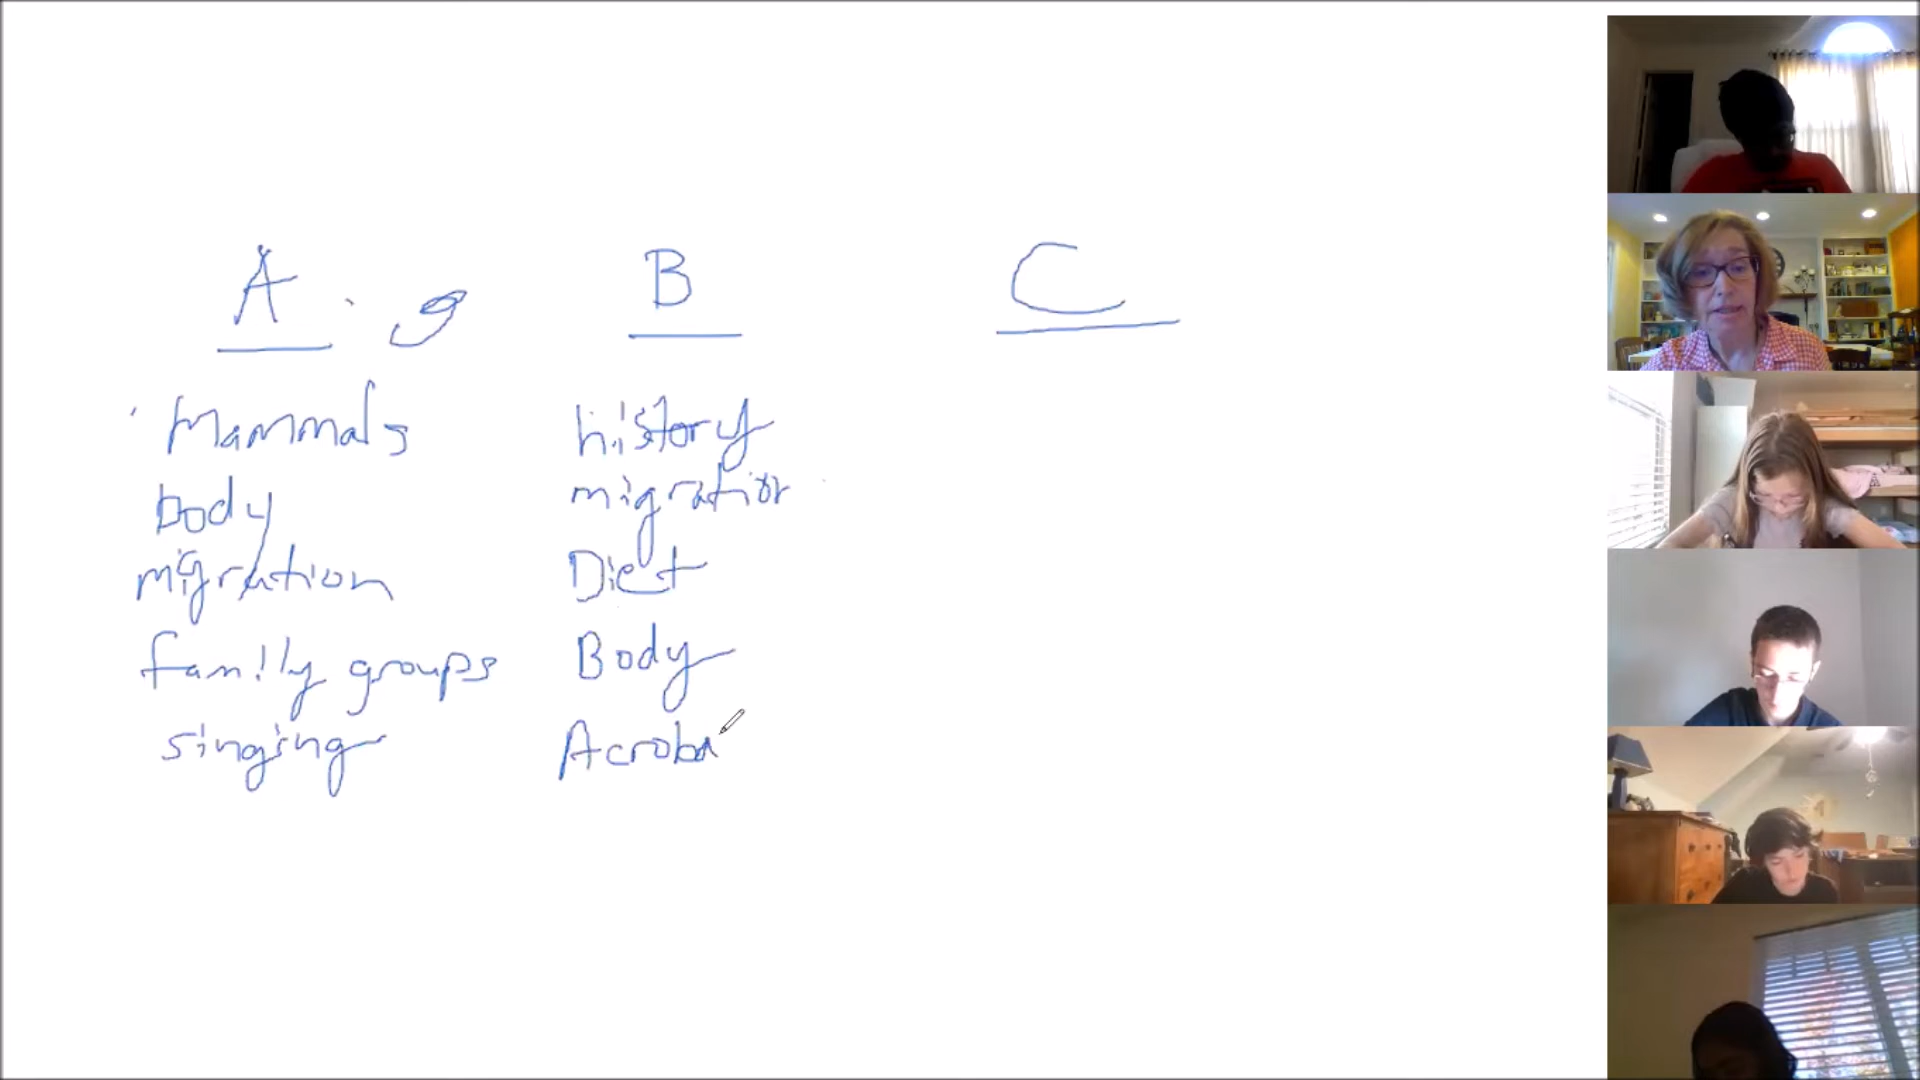 A
B
C
Mammals
body
migration
family groups
singing
history
migration
Diet
Body
Acroba